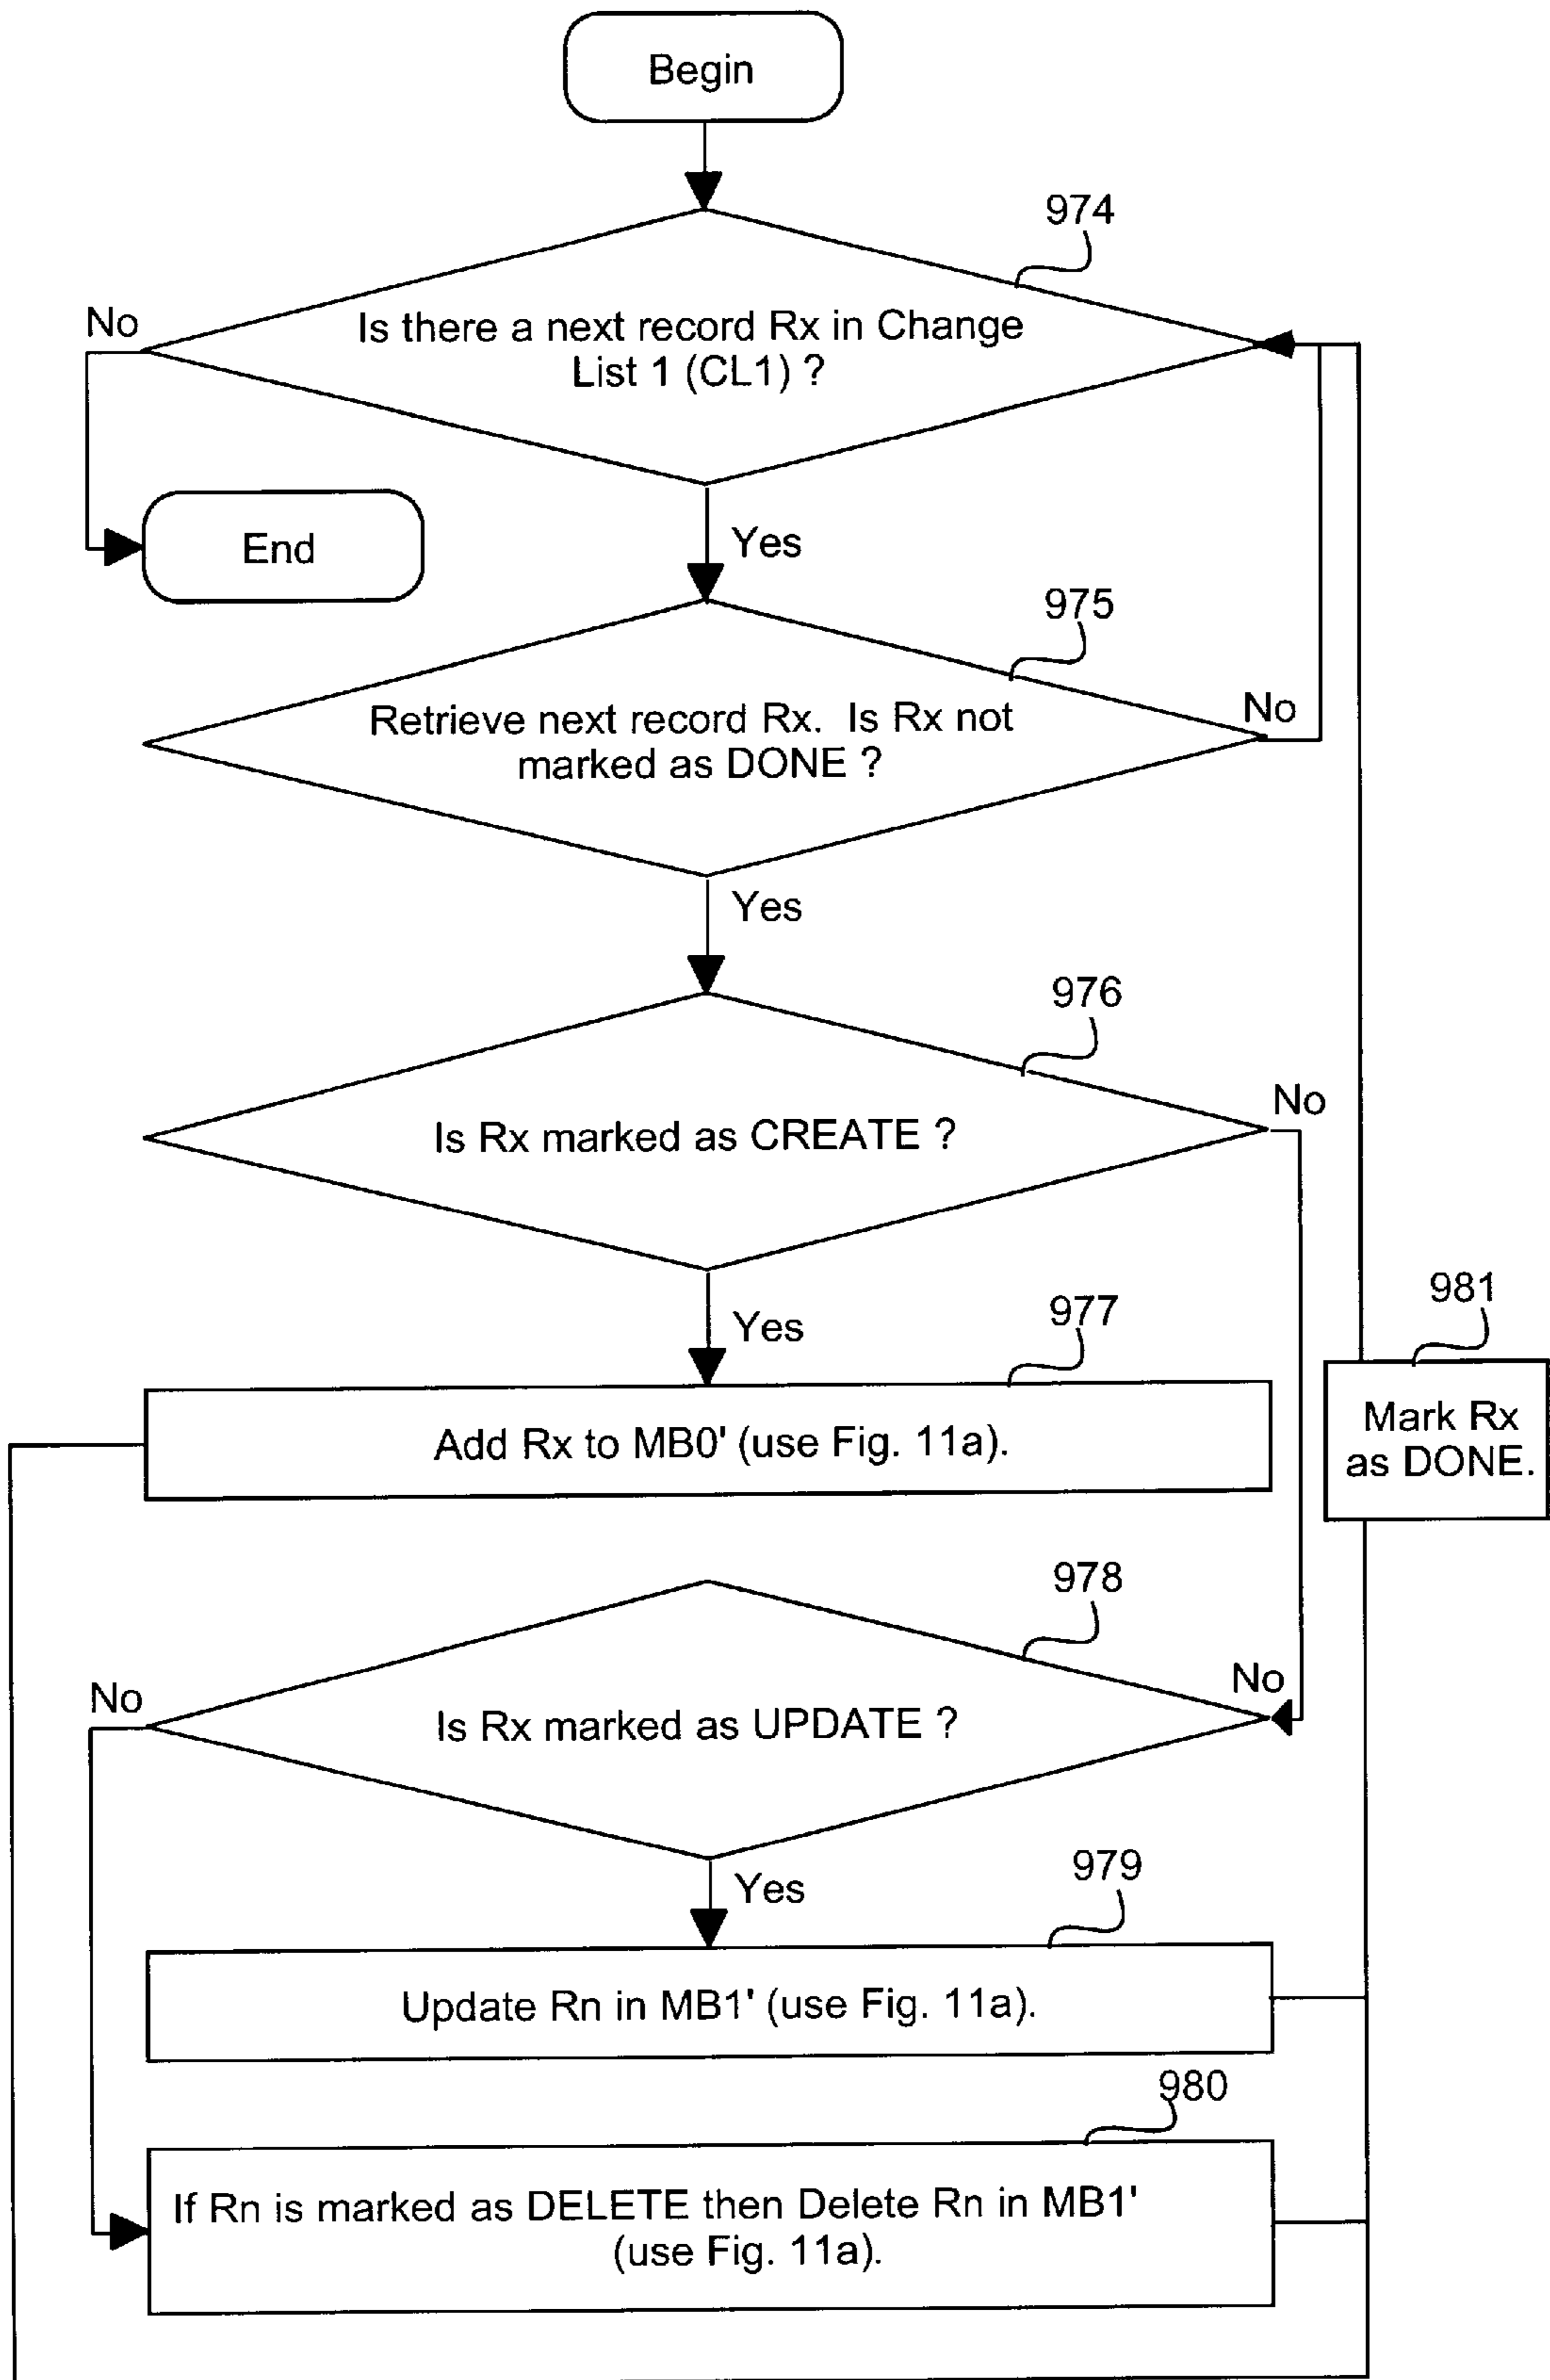 Begin
974
No
Is there a next record Rx in Change
List 1 (CL1) ?
End
Yes
975
Retrieve next record Rx.  Is Rx not
marked as DONE ?
No
Yes
976
Is Rx marked as CREATE ?
No
Yes
977
981
Add Rx to MB0' (use Fig. 11a).
Mark Rx
as DONE.
978
No
Is Rx marked as UPDATE ?
No
Yes
979
Update Rn in MB1' (use Fig. 11a).
980
If Rn is marked as DELETE then Delete Rn in MB1'
(use Fig. 11a).